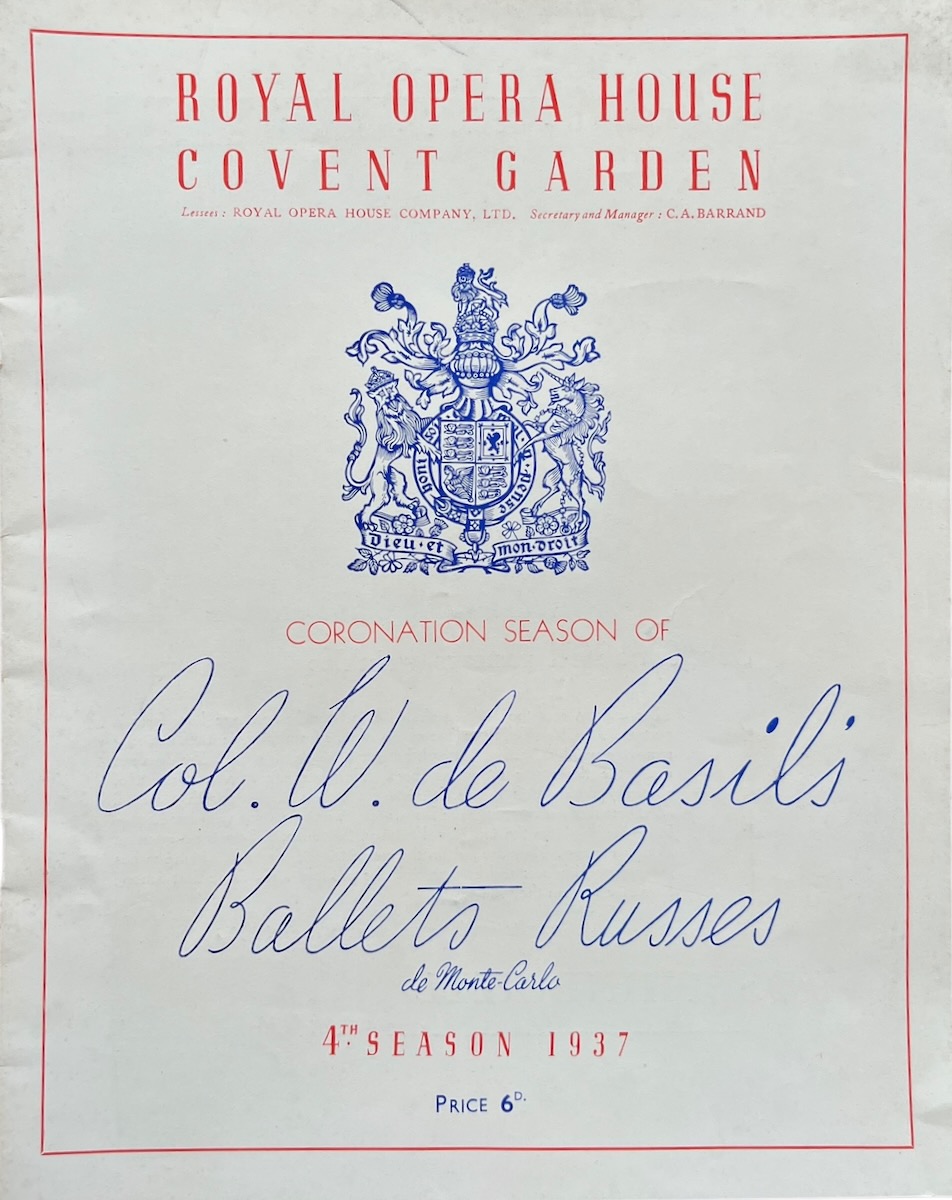 ROYAL OPERA HOUSE
COVENT GARDEN
Lessees: ROYAL OPERA HOUSE COMPANY, LTD. Secretary and Manager: C. A. BARRAND
Dieu · et mon · droit
CORONATION SEASON OF
Col. W. de Basil's
Ballets Russes
de Monte-Carlo
4TH SEASON 1937
PRICE 6D.